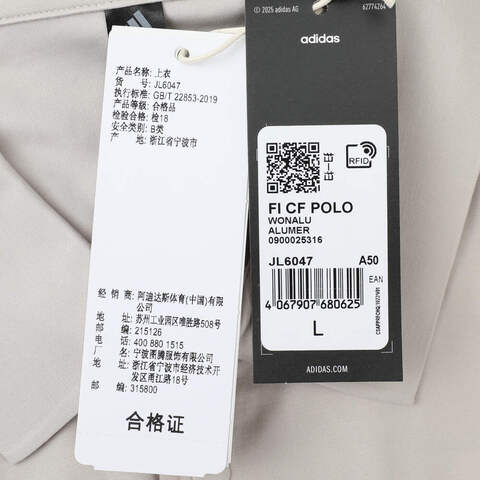 产品名称: 上衣
货 号: JL6047
执行标准: GB/T 22853-2019
产品等级: 合格品
检验合格: 检18
安全类别: B类
产 地: 浙江省宁波市
经 销 商: 阿迪达斯体育(中国)有限
公司
地 址: 苏州工业园区唯胜路508号
邮 编: 215126
电 话: 400 880 1515
厂 名: 宁波图腾服饰有限公司
地 址: 浙江省宁波市经济技术开
发区甬江路18号
邮 编: 315800
合格证
© 2025 adidas AG
62774264
adidas
RFID
FI CF POLO
WONALU
ALUMER
0900025316
JL6047 A50
EAN
4 067907 680625
L
ADIDAS.COM